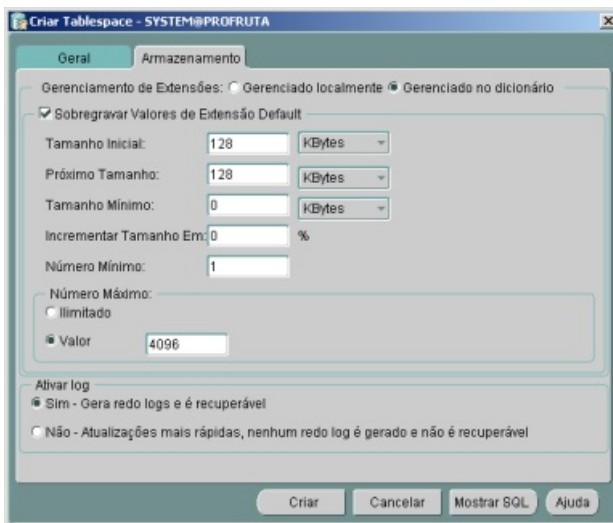 Criar Tablespace - SYSTEM@PROFRUTA
Geral Armazenamento
Gerenciamento de Extensões: Gerenciado localmente Gerenciado no dicionário
Sobregravar Valores de Extensão Default
Tamanho Inicial: 128 KBytes
Próximo Tamanho: 128 KBytes
Tamanho Mínimo: 0 KBytes
Incrementar Tamanho Em: 0 %
Número Mínimo: 1
Número Máximo:
Ilimitado
Valor 4096
Ativar log
Sim - Gera redo logs e é recuperável
Não - Atualizações mais rápidas, nenhum redo log é gerado e não é recuperável
Criar Cancelar Mostrar SQL Ajuda